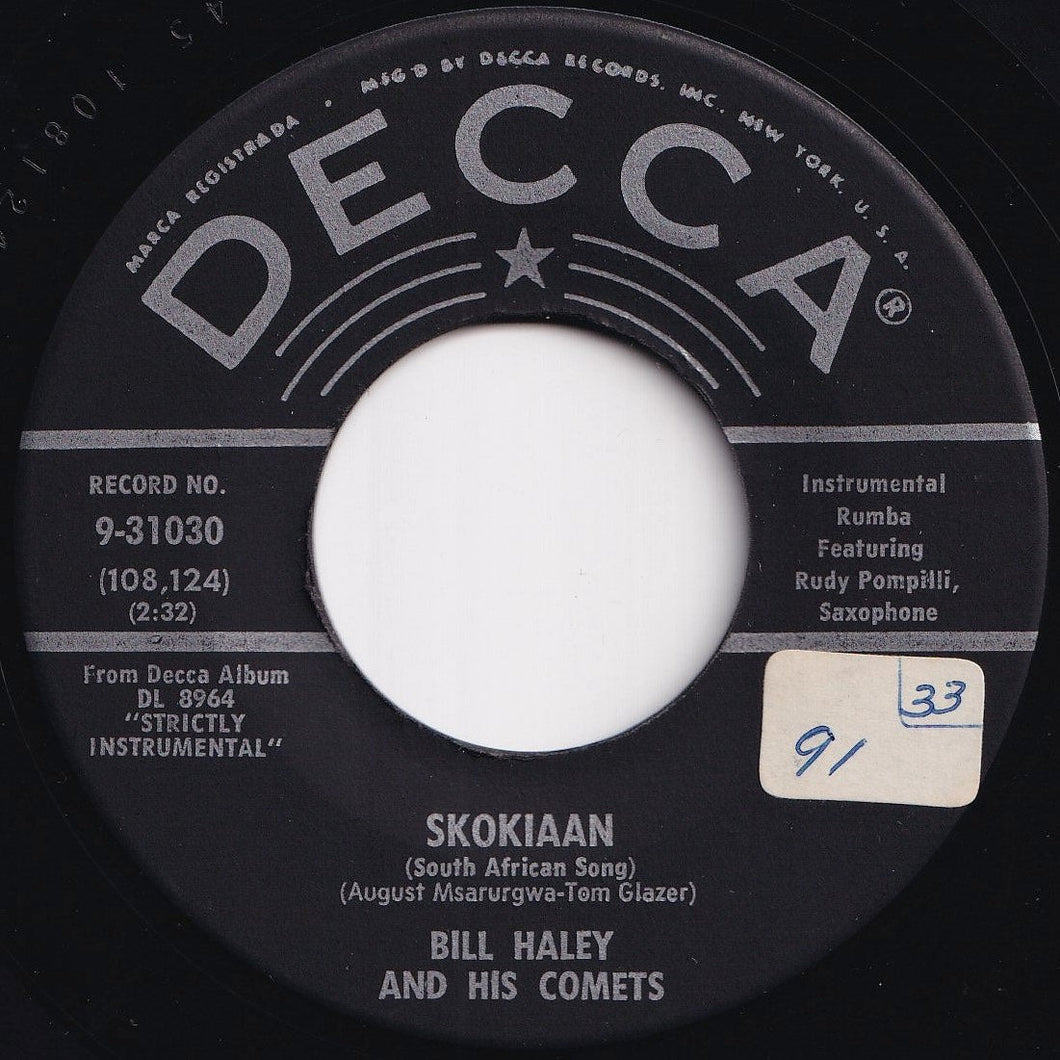 MARCA REGISTRADA • MFG'D BY DECCA RECORDS, INC., NEW YORK, U.S.A.
DECCA®
RECORD NO.
9-31030
(108,124)
(2:32)
From Decca Album
DL 8964
"STRICTLY
INSTRUMENTAL"
Instrumental
Rumba
Featuring
Rudy Pompilli,
Saxophone
33
91
SKOKIAAN
(South African Song)
(August Msarurgwa-Tom Glazer)
BILL HALEY
AND HIS COMETS